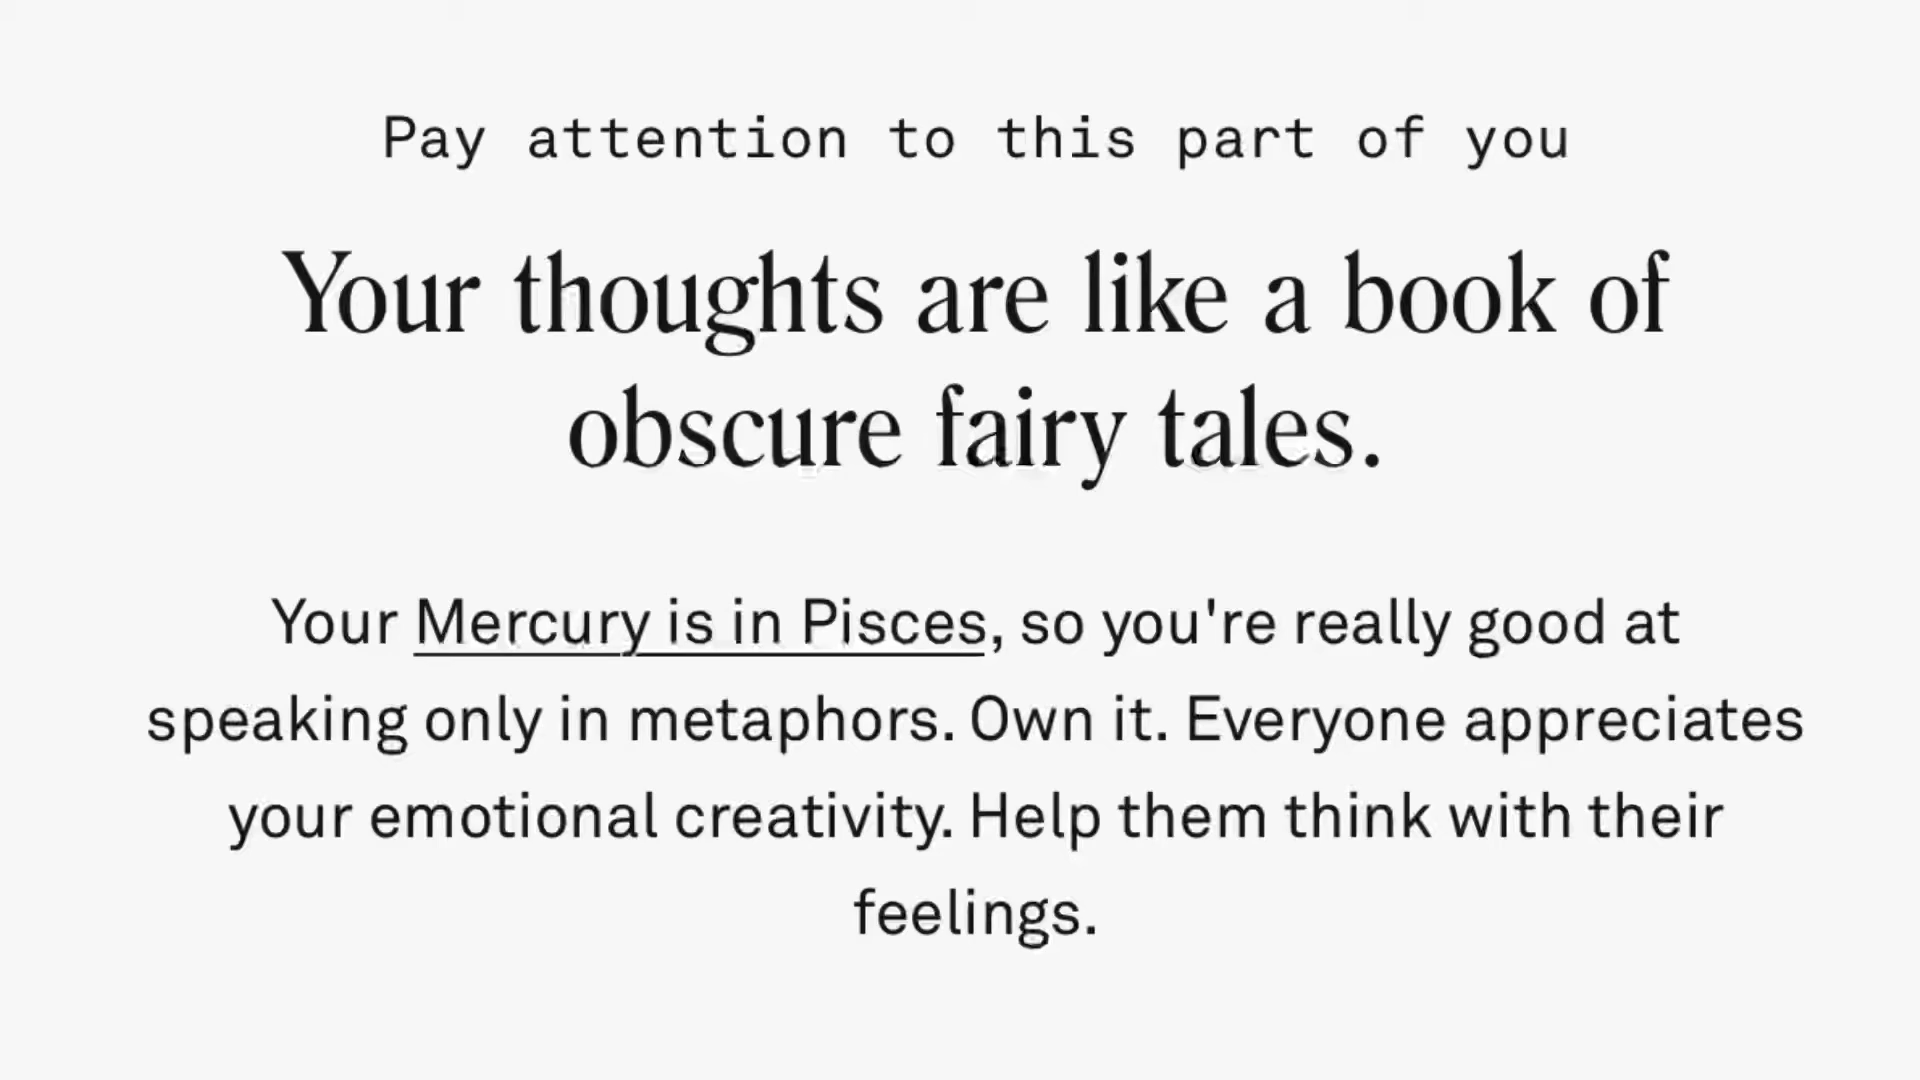 Pay attention to this part of you
Your thoughts are like a book of
obscure fairy tales.
Your Mercury is in Pisces, so you're really good at
speaking only in metaphors. Own it. Everyone appreciates
your emotional creativity. Help them think with their
feelings.